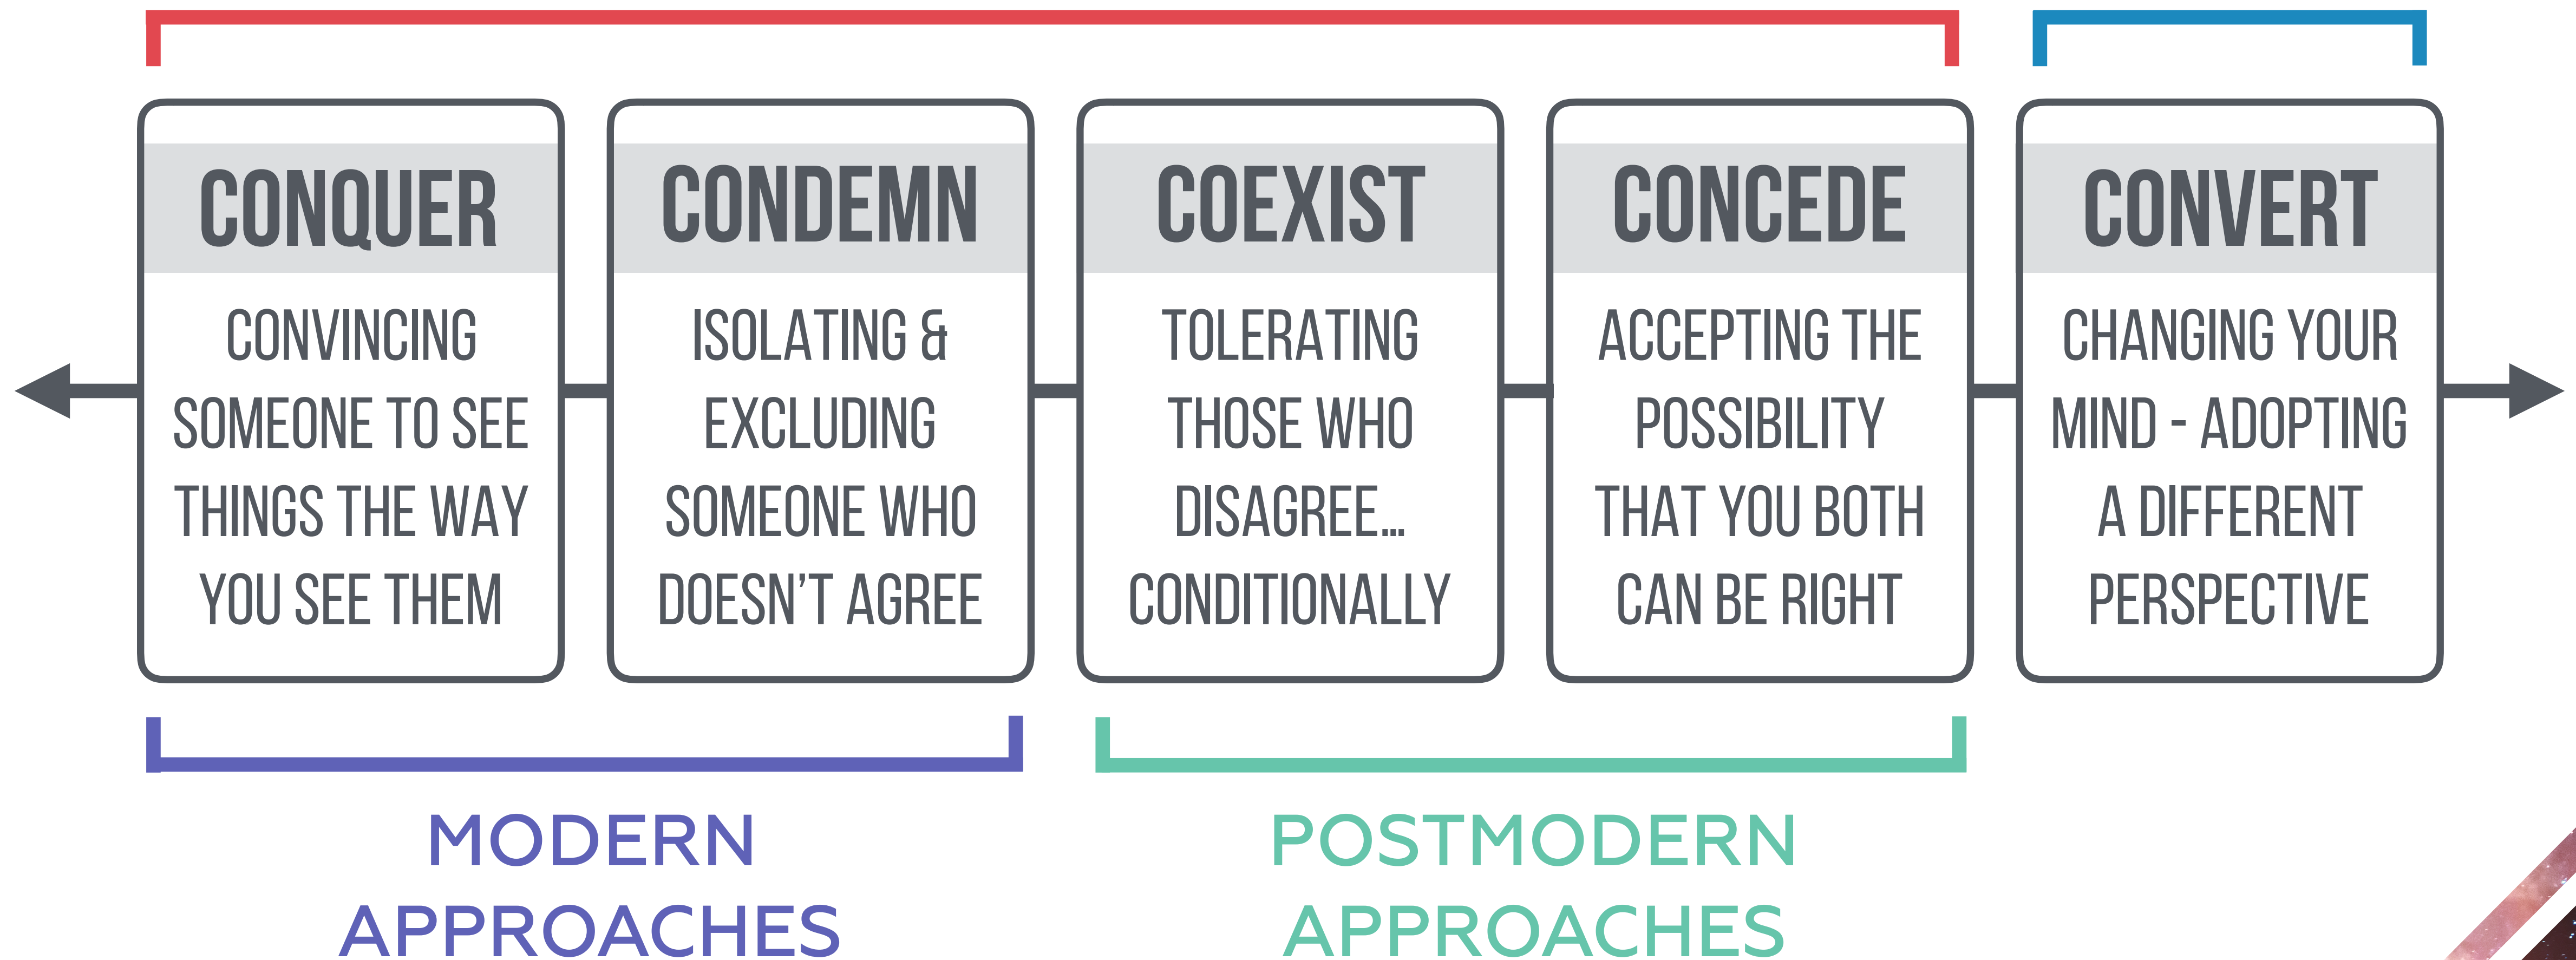 CONQUER
CONVINCING
SOMEONE TO SEE
THINGS THE WAY
YOU SEE THEM
CONDEMN
ISOLATING &
EXCLUDING
SOMEONE WHO
DOESN'T AGREE
COEXIST
TOLERATING
THOSE WHO
DISAGREE...
CONDITIONALLY
CONCEDE
ACCEPTING THE
POSSIBILITY
THAT YOU BOTH
CAN BE RIGHT
CONVERT
CHANGING YOUR
MIND - ADOPTING
A DIFFERENT
PERSPECTIVE
MODERN
APPROACHES
POSTMODERN
APPROACHES